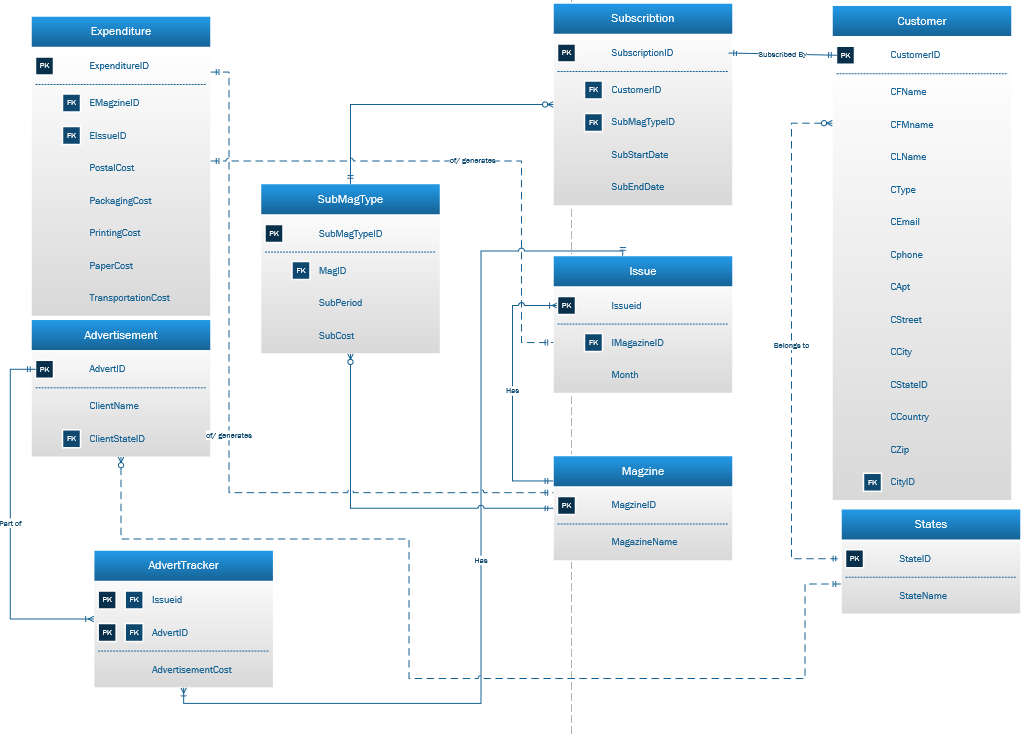 Expenditure
PK ExpenditureID
FK EMagzineID
FK EIssueID
PostalCost
PackagingCost
PrintingCost
PaperCost
TransportationCost
Advertisement
PK AdvertID
ClientName
FK ClientStateID
of/ generates
Part of
AdvertTracker
PK FK Issueid
PK FK AdvertID
AdvertisementCost
SubMagType
PK SubMagTypeID
FK MagID
SubPeriod
SubCost
of/ generates
Has
Has
Subscribtion
PK SubscriptionID
FK CustomerID
FK SubMagTypeID
SubStartDate
SubEndDate
Subscribed By
Issue
PK Issueid
FK IMagazineID
Month
Magzine
PK MagzineID
MagazineName
Customer
PK CustomerID
CFName
CFMname
CLName
CType
CEmail
Cphone
CApt
CStreet
CCity
CStateID
CCountry
CZip
FK CityID
Belongs to
States
PK StateID
StateName